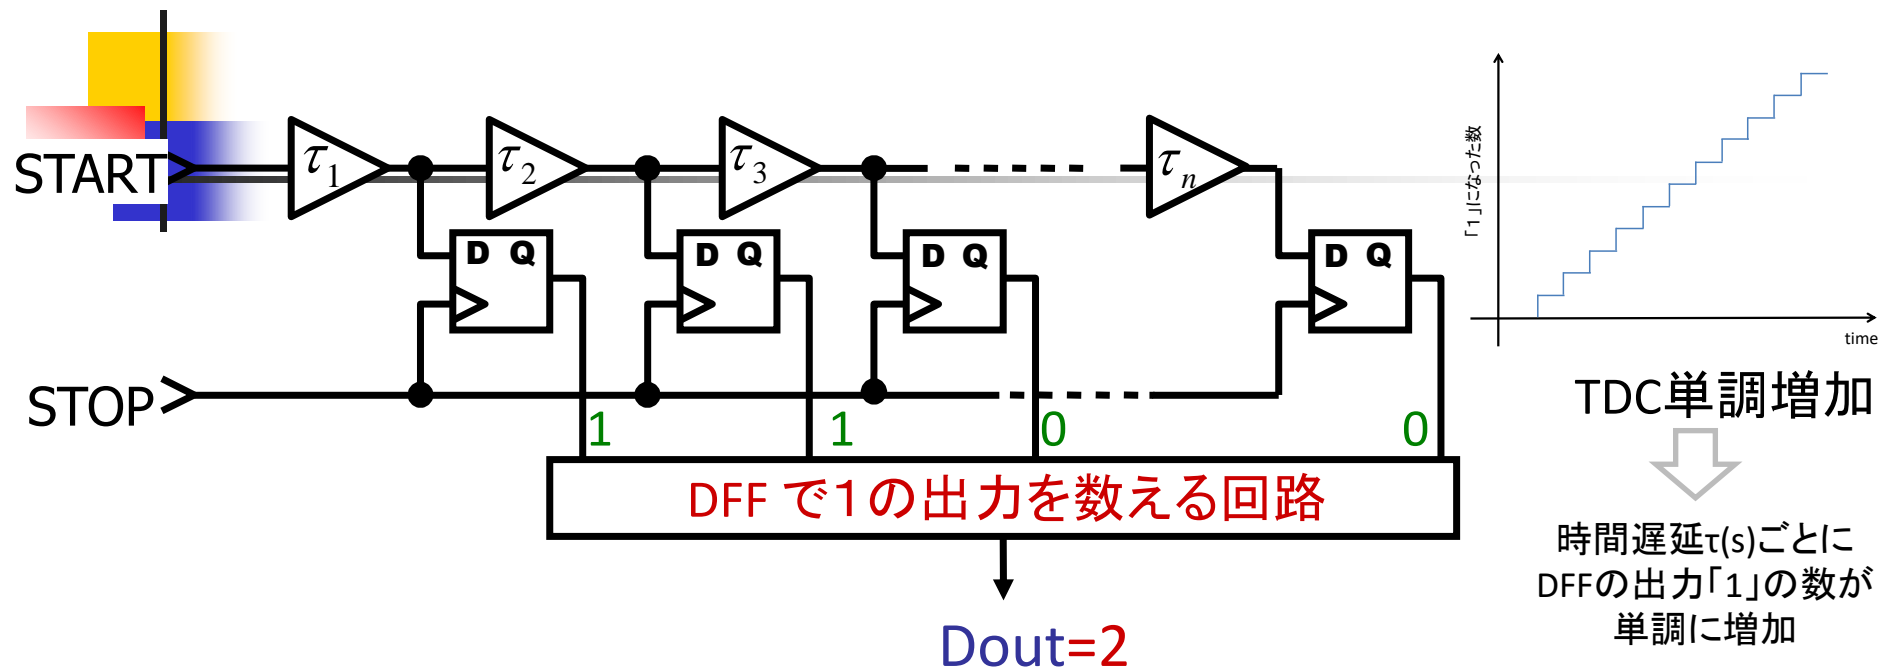 START
τ1
τ2
τ3
τn
D Q
D Q
D Q
D Q
STOP
1
1
0
0
DFF で1の出力を数える回路
Dout=2
「1」になった数
time
TDC単調増加
時間遅延τ(s)ごとに
DFFの出力「1」の数が
単調に増加